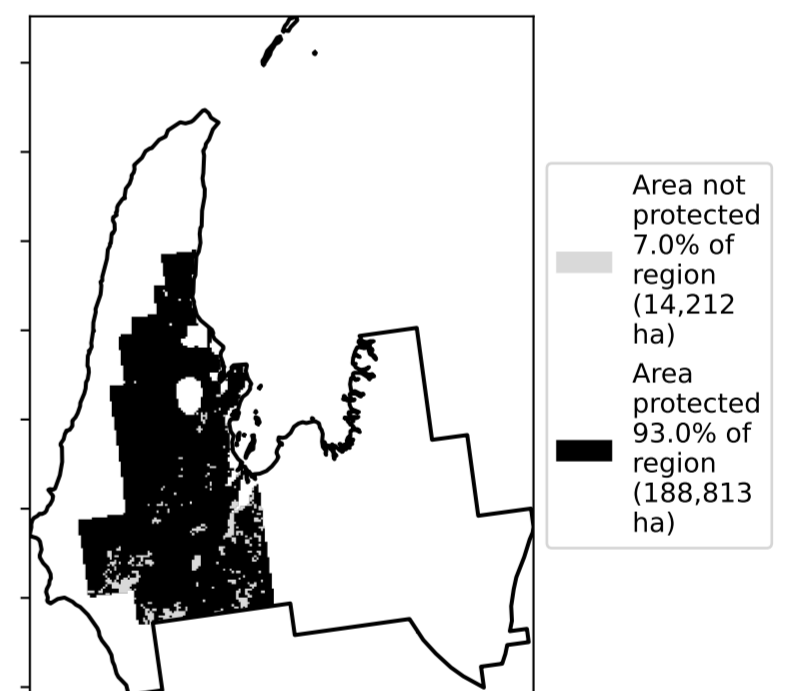 Area not
protected
7.0% of
region
(14,212
ha)
Area
protected
93.0% of
region
(188,813
ha)